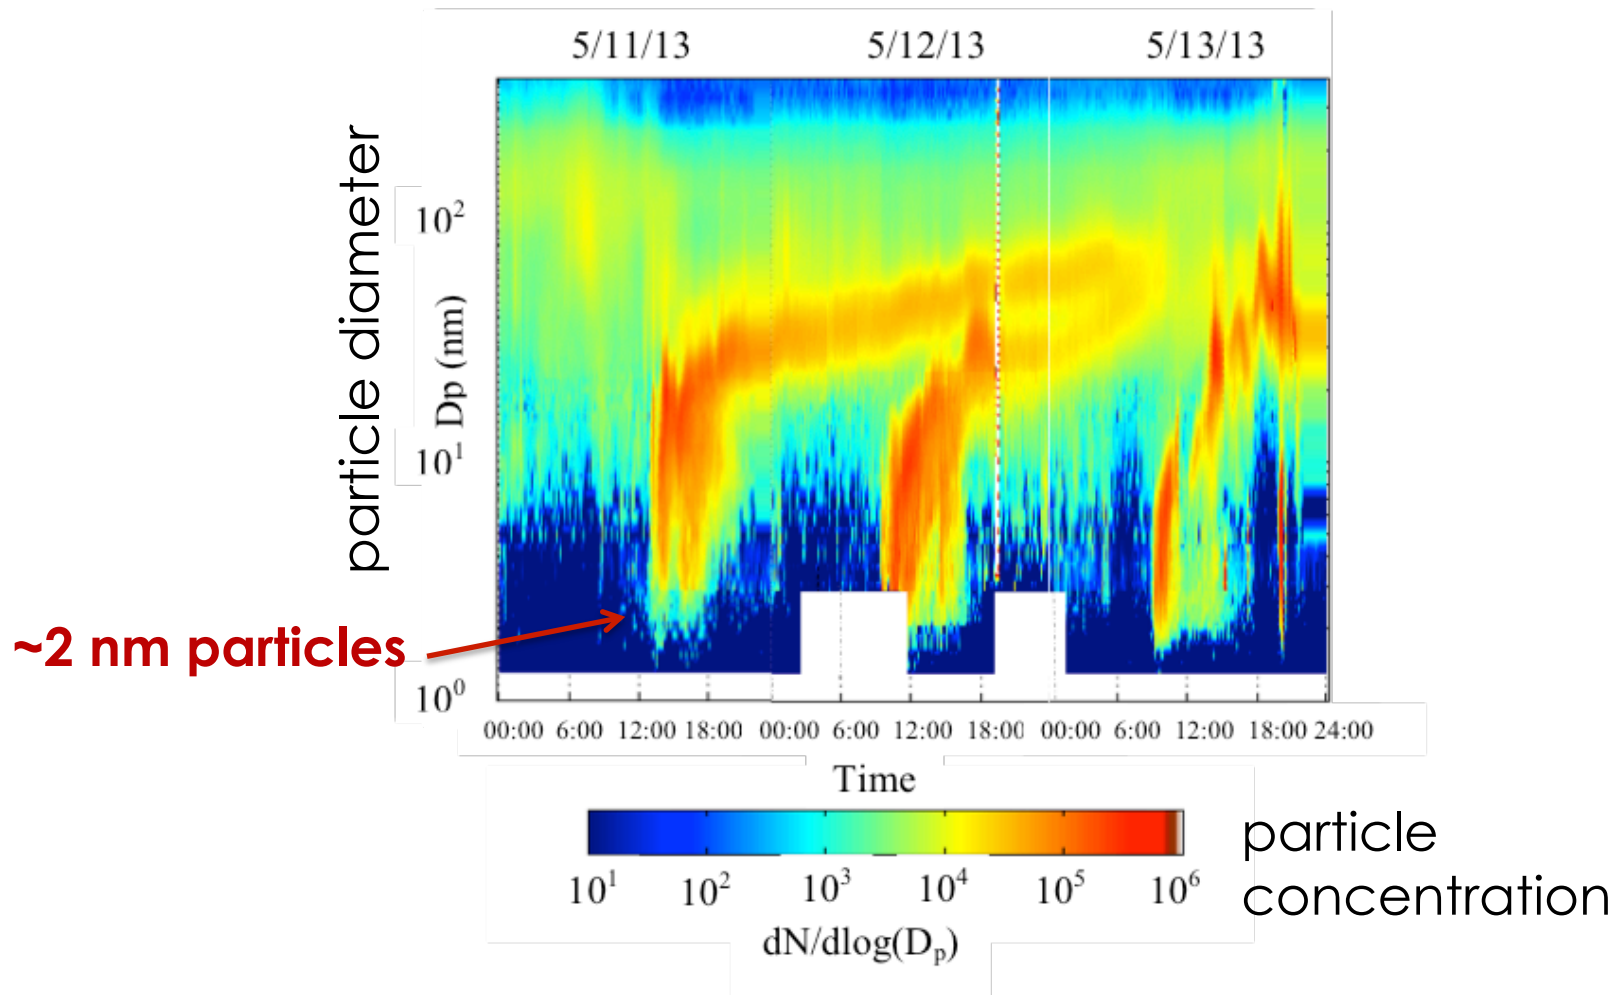 5/11/13 5/12/13 5/13/13
particle diameter
Dp (nm)
10²
10¹
10⁰
~2 nm particles
00:00 6:00 12:00 18:00 00:00 6:00 12:00 18:00 00:00 6:00 12:00 18:00 24:00
Time
10¹ 10² 10³ 10⁴ 10⁵ 10⁶
dN/dlog(Dₚ)
particle
concentration